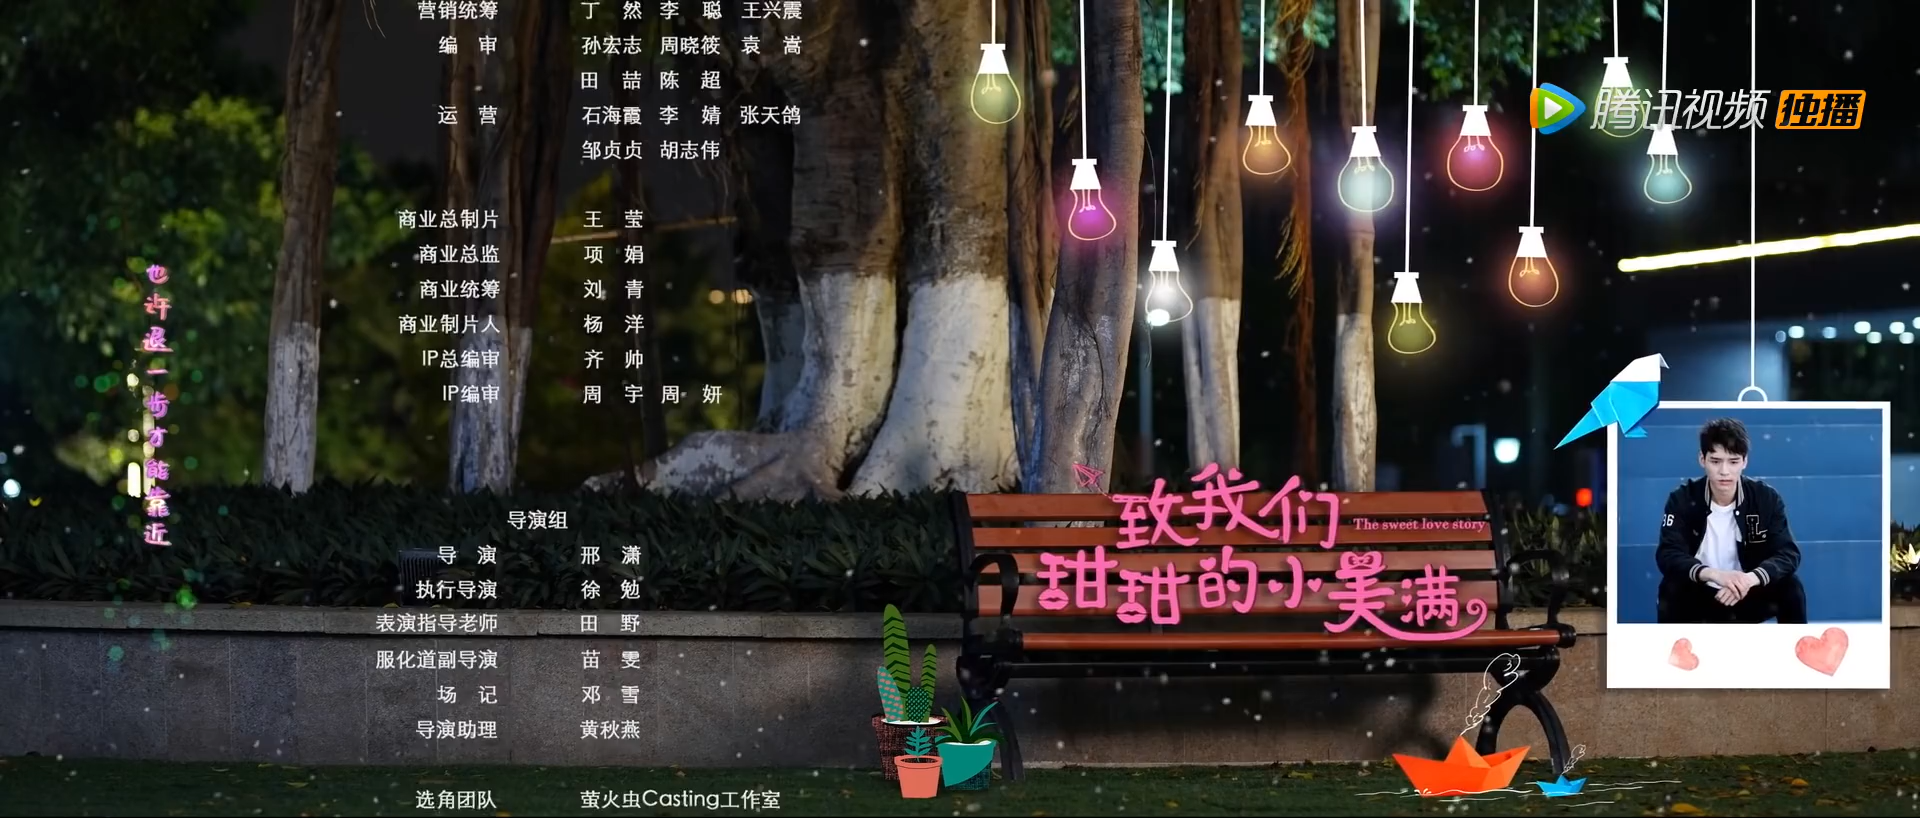 营销统筹 丁然 李聪 王兴震
编审 孙宏志 周晓筱 袁嵩
田喆 陈超
运营 石海霞 李婧 张天鸽
邹贞贞 胡志伟
商业总制片 王莹
商业总监 项娟
商业统筹 刘青
商业制片人 杨洋
IP总编审 齐帅
IP编审 周宇 周妍
导演组
导演 邢潇
执行导演 徐勉
表演指导老师 田野
服化道副导演 苗雯
场记 邓雪
导演助理 黄秋燕
选角团队 萤火虫Casting工作室
也许退一步才能靠近
腾讯视频 独播
致我们
The sweet love story
甜甜的小美满
86
L